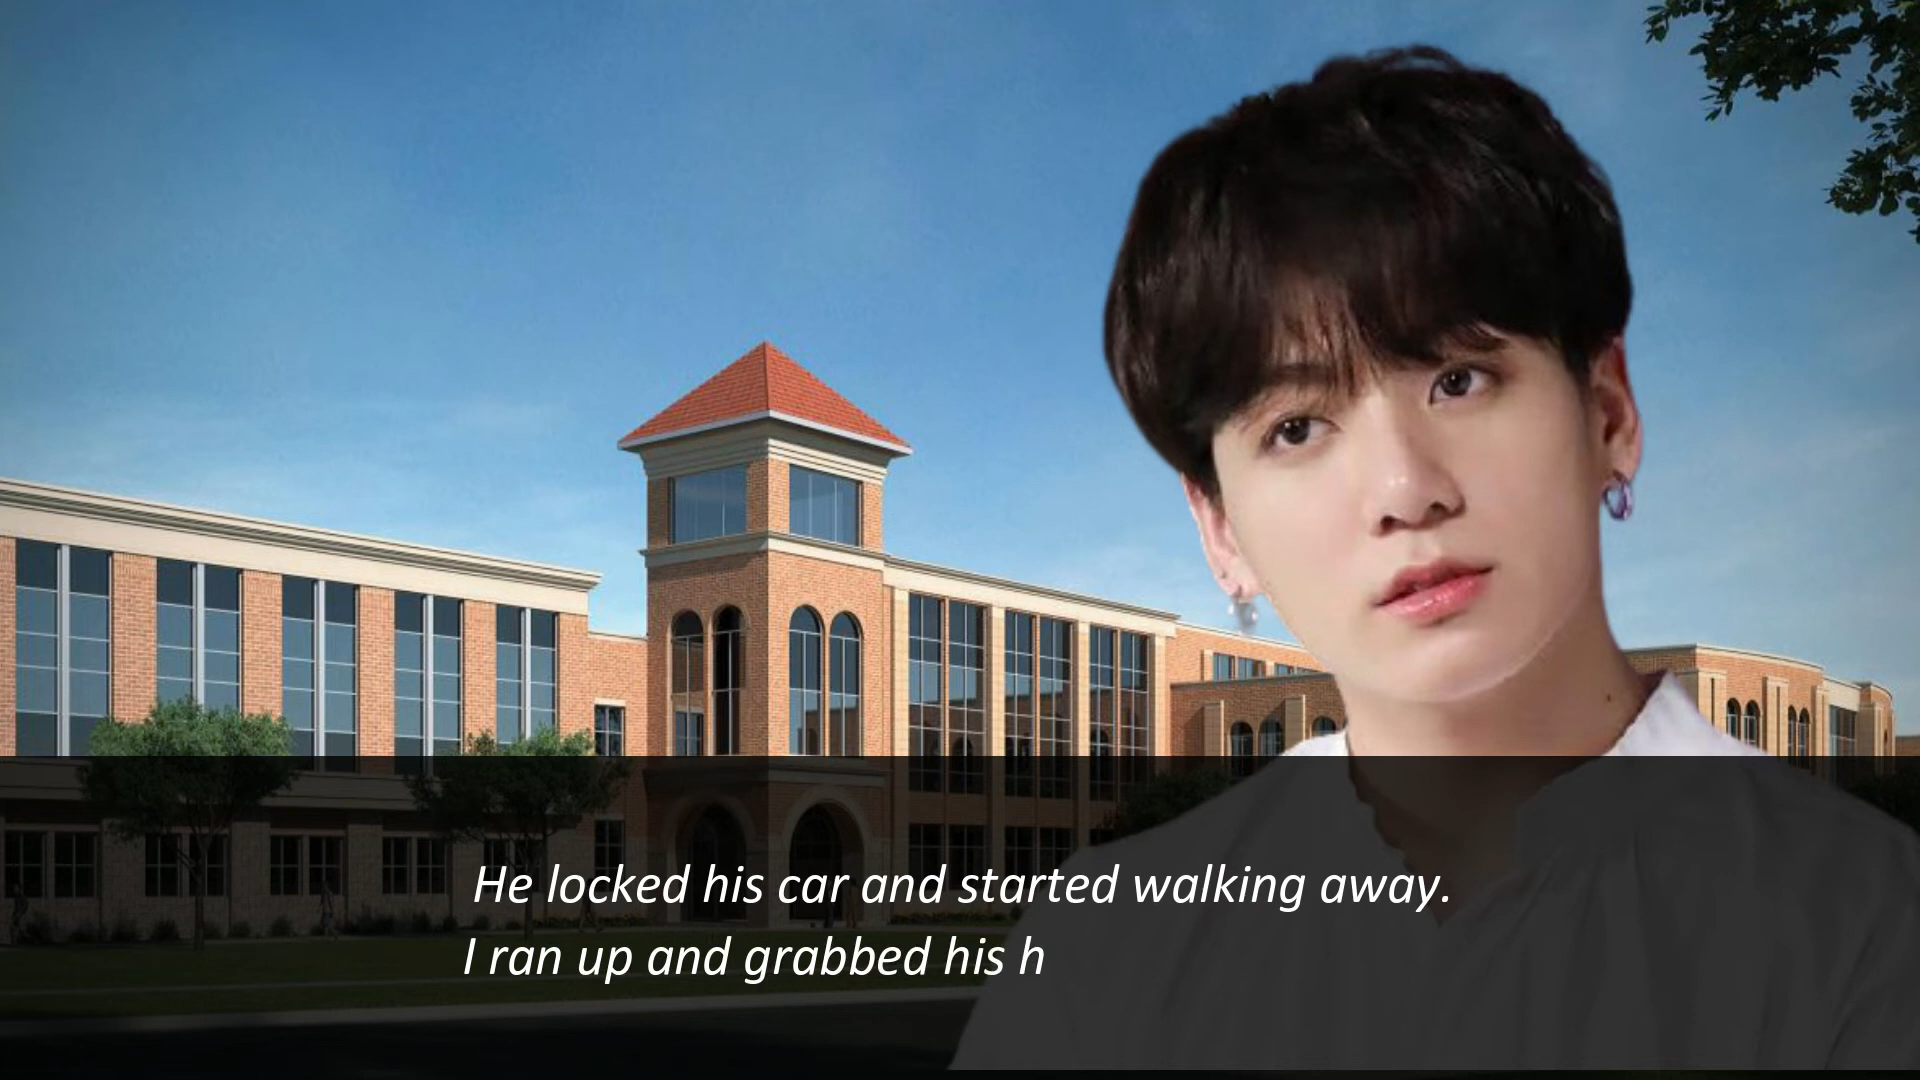 He locked his car and started walking away.
I ran up and grabbed his h